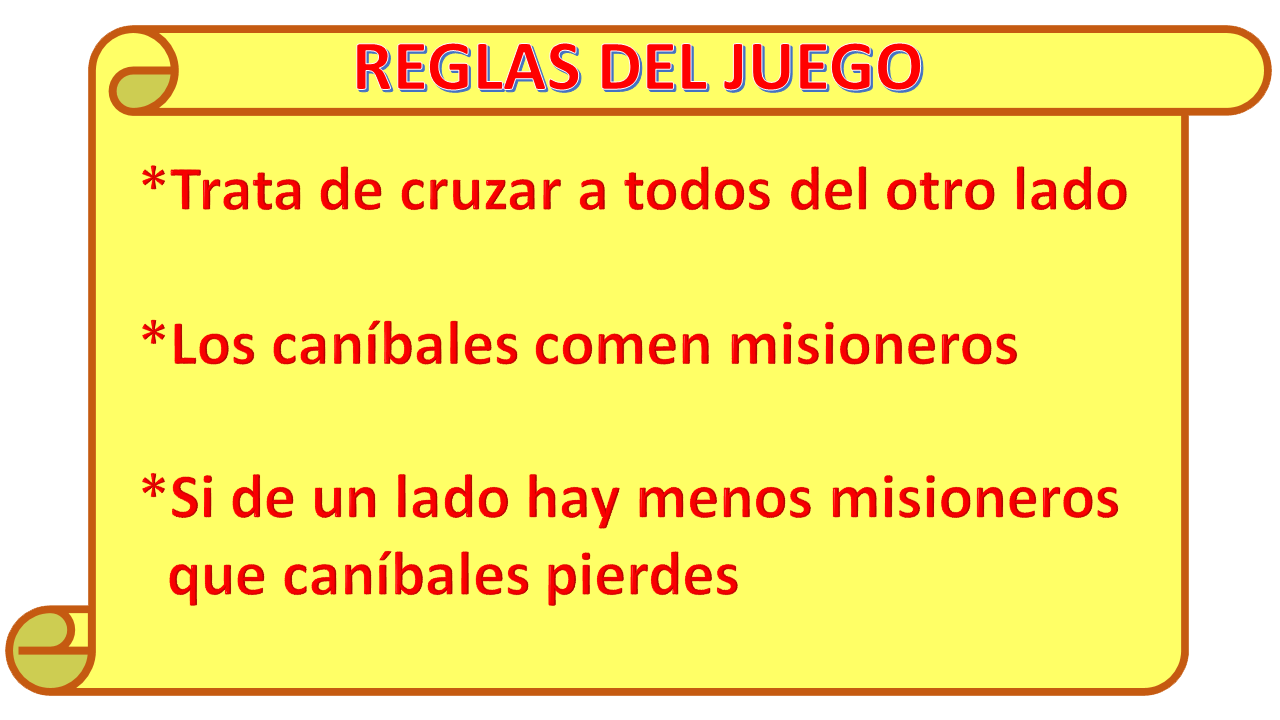 REGLAS DEL JUEGO
*Trata de cruzar a todos del otro lado
*Los caníbales comen misioneros
*Si de un lado hay menos misioneros
que caníbales pierdes